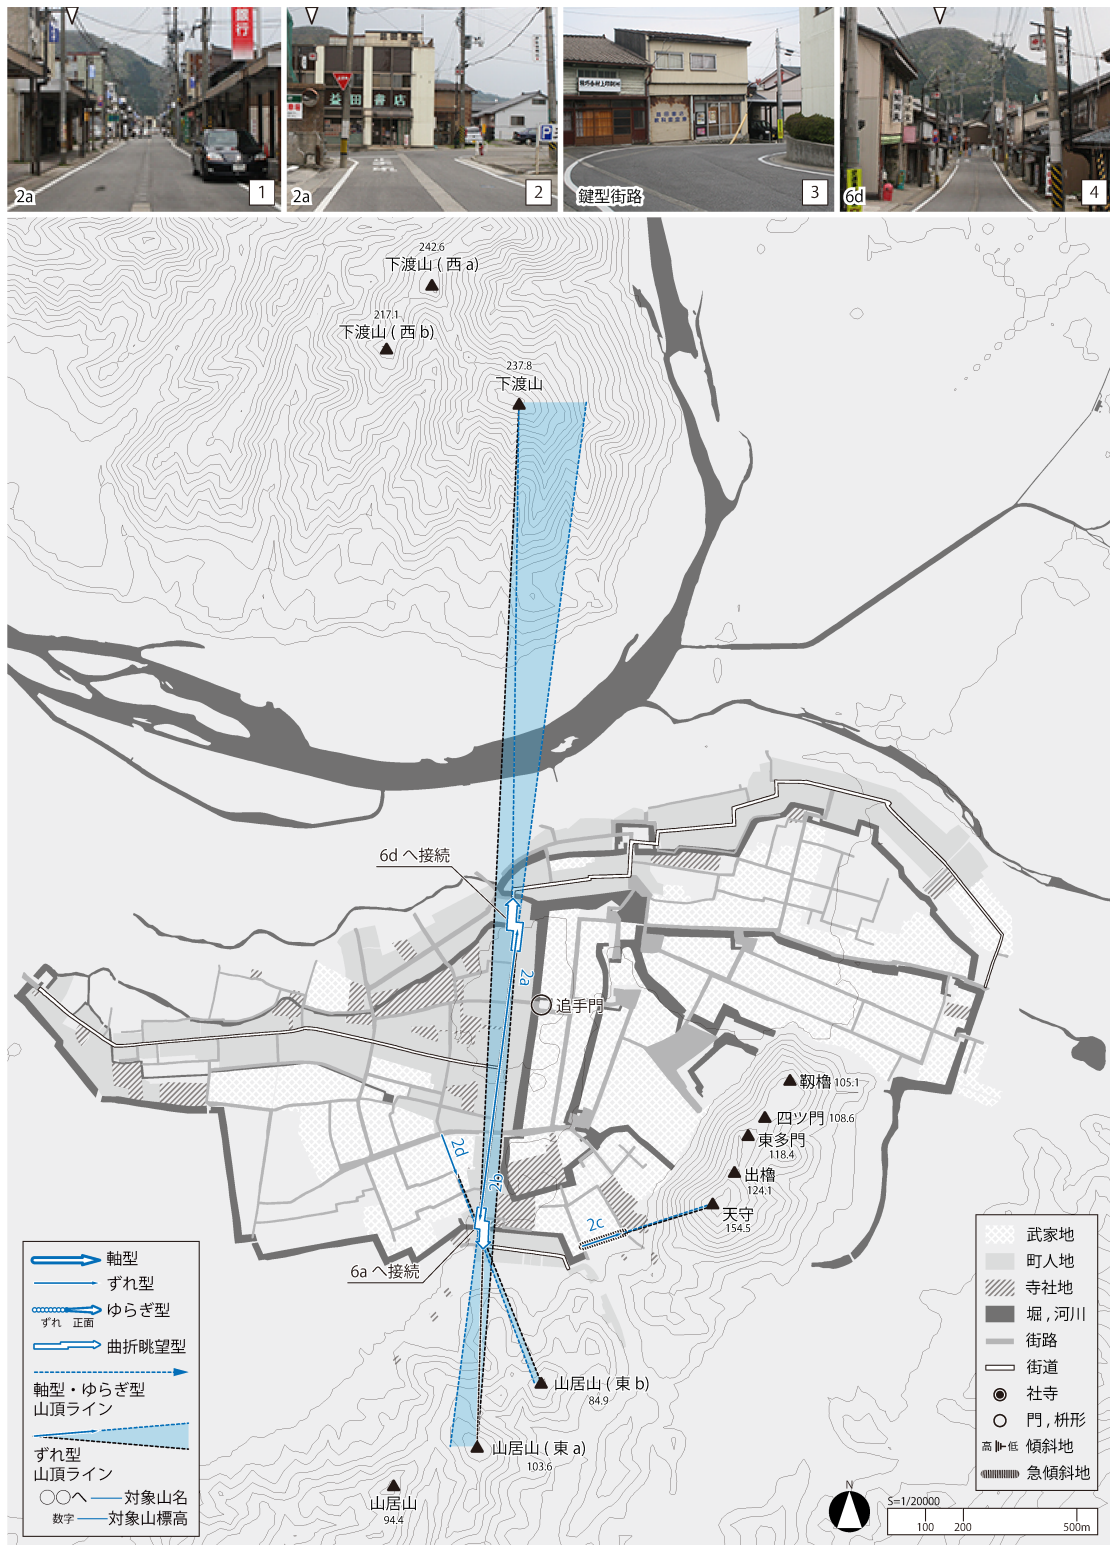 銀行
2a
1
益田書店
P
2a
2
鍵型街路
3
6d
4
242.6
下渡山 ( 西 a)
217.1
下渡山 ( 西 b)
237.8
下渡山
6d へ接続
2a
追手門
靱櫓 105.1
四ツ門 108.6
東多門
118.4
出櫓
124.1
天守
154.5
2d
2b
2c
6a へ接続
山居山 ( 東 b)
84.9
山居山 ( 東 a)
103.6
山居山
94.4
軸型
ずれ型
ゆらぎ型
ずれ 正面
曲折眺望型
軸型・ゆらぎ型
山頂ライン
ずれ型
山頂ライン
○○へ 対象山名
数字 対象山標高
武家地
町人地
寺社地
堀 , 河川
街路
街道
社寺
門 , 枡形
高 低 傾斜地
急傾斜地
N
S=1/20000
100 200 500m